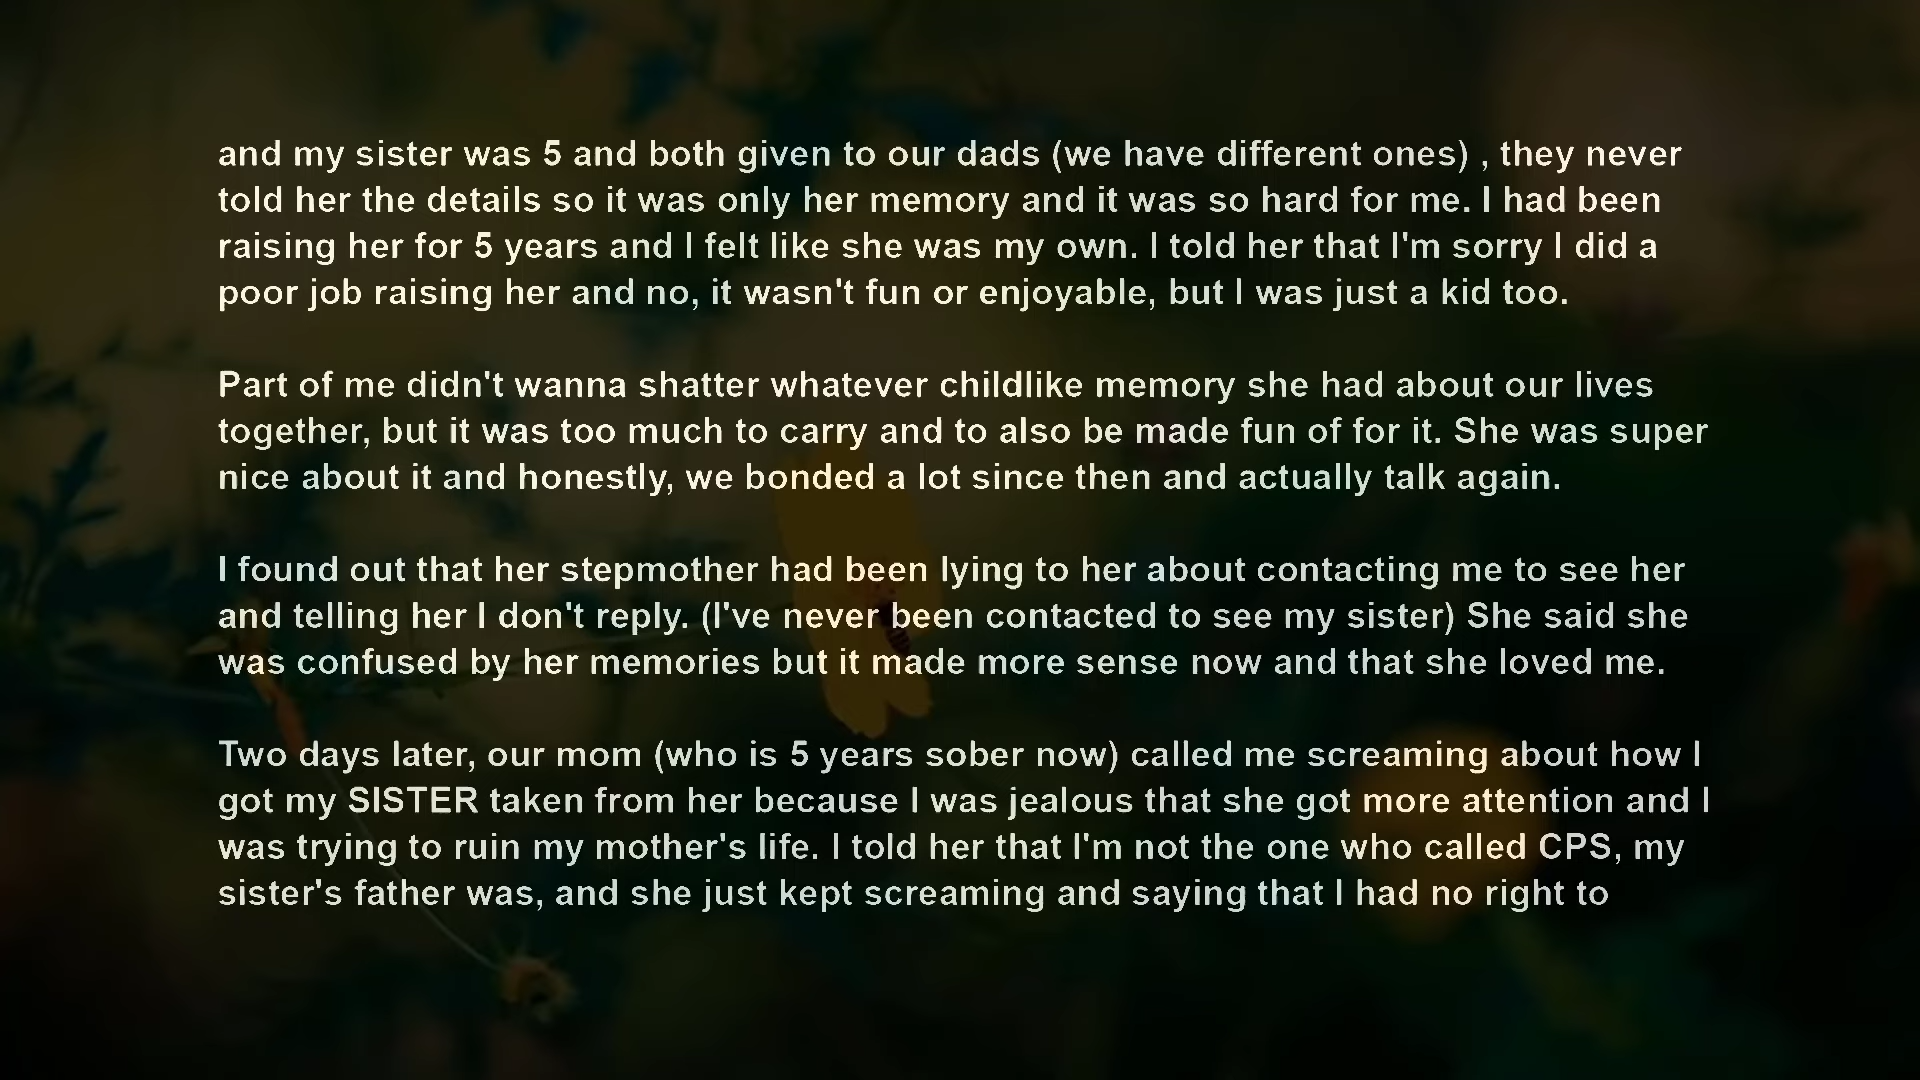 and my sister was 5 and both given to our dads (we have different ones) , they never
told her the details so it was only her memory and it was so hard for me. I had been
raising her for 5 years and I felt like she was my own. I told her that I'm sorry I did a
poor job raising her and no, it wasn't fun or enjoyable, but I was just a kid too.
Part of me didn't wanna shatter whatever childlike memory she had about our lives
together, but it was too much to carry and to also be made fun of for it. She was super
nice about it and honestly, we bonded a lot since then and actually talk again.
I found out that her stepmother had been lying to her about contacting me to see her
and telling her I don't reply. (I've never been contacted to see my sister) She said she
was confused by her memories but it made more sense now and that she loved me.
Two days later, our mom (who is 5 years sober now) called me screaming about how I
got my SISTER taken from her because I was jealous that she got more attention and I
was trying to ruin my mother's life. I told her that I'm not the one who called CPS, my
sister's father was, and she just kept screaming and saying that I had no right to